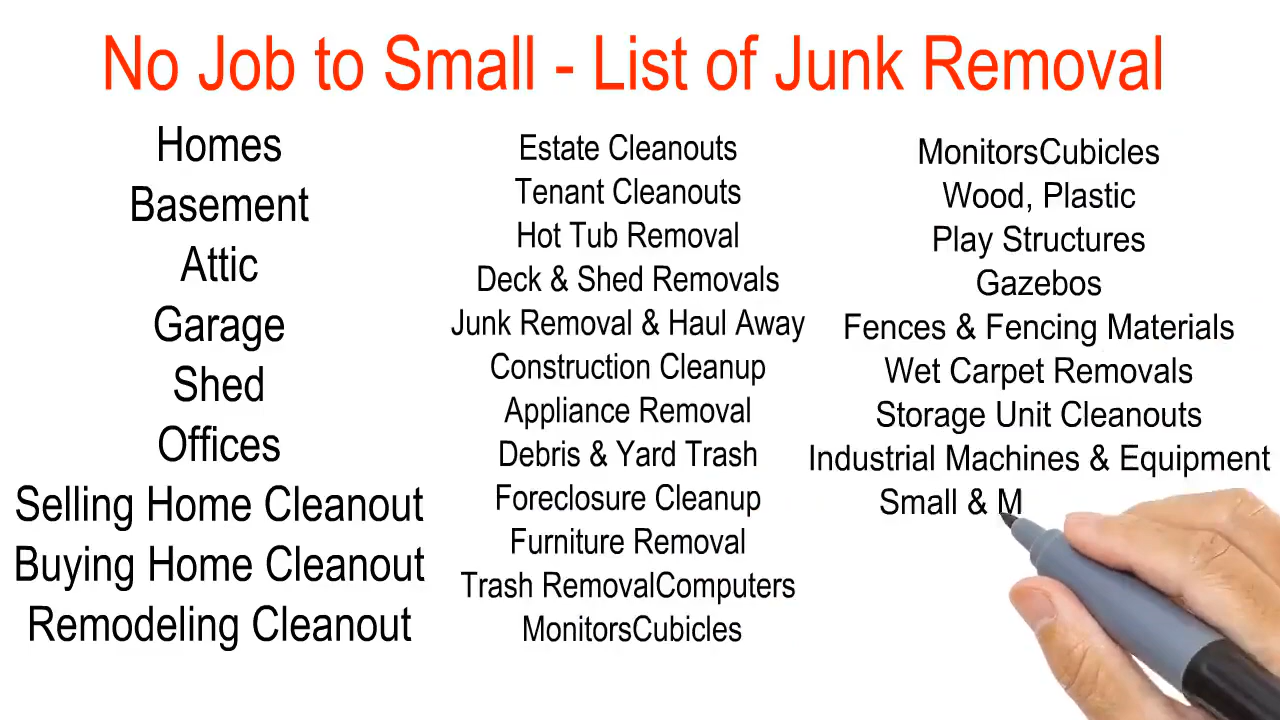 No Job to Small - List of Junk Removal
Homes
Basement
Attic
Garage
Shed
Offices
Selling Home Cleanout
Buying Home Cleanout
Remodeling Cleanout
Estate Cleanouts
Tenant Cleanouts
Hot Tub Removal
Deck & Shed Removals
Junk Removal & Haul Away
Construction Cleanup
Appliance Removal
Debris & Yard Trash
Foreclosure Cleanup
Furniture Removal
Trash RemovalComputers
MonitorsCubicles
MonitorsCubicles
Wood, Plastic
Play Structures
Gazebos
Fences & Fencing Materials
Wet Carpet Removals
Storage Unit Cleanouts
Industrial Machines & Equipment
Small & M